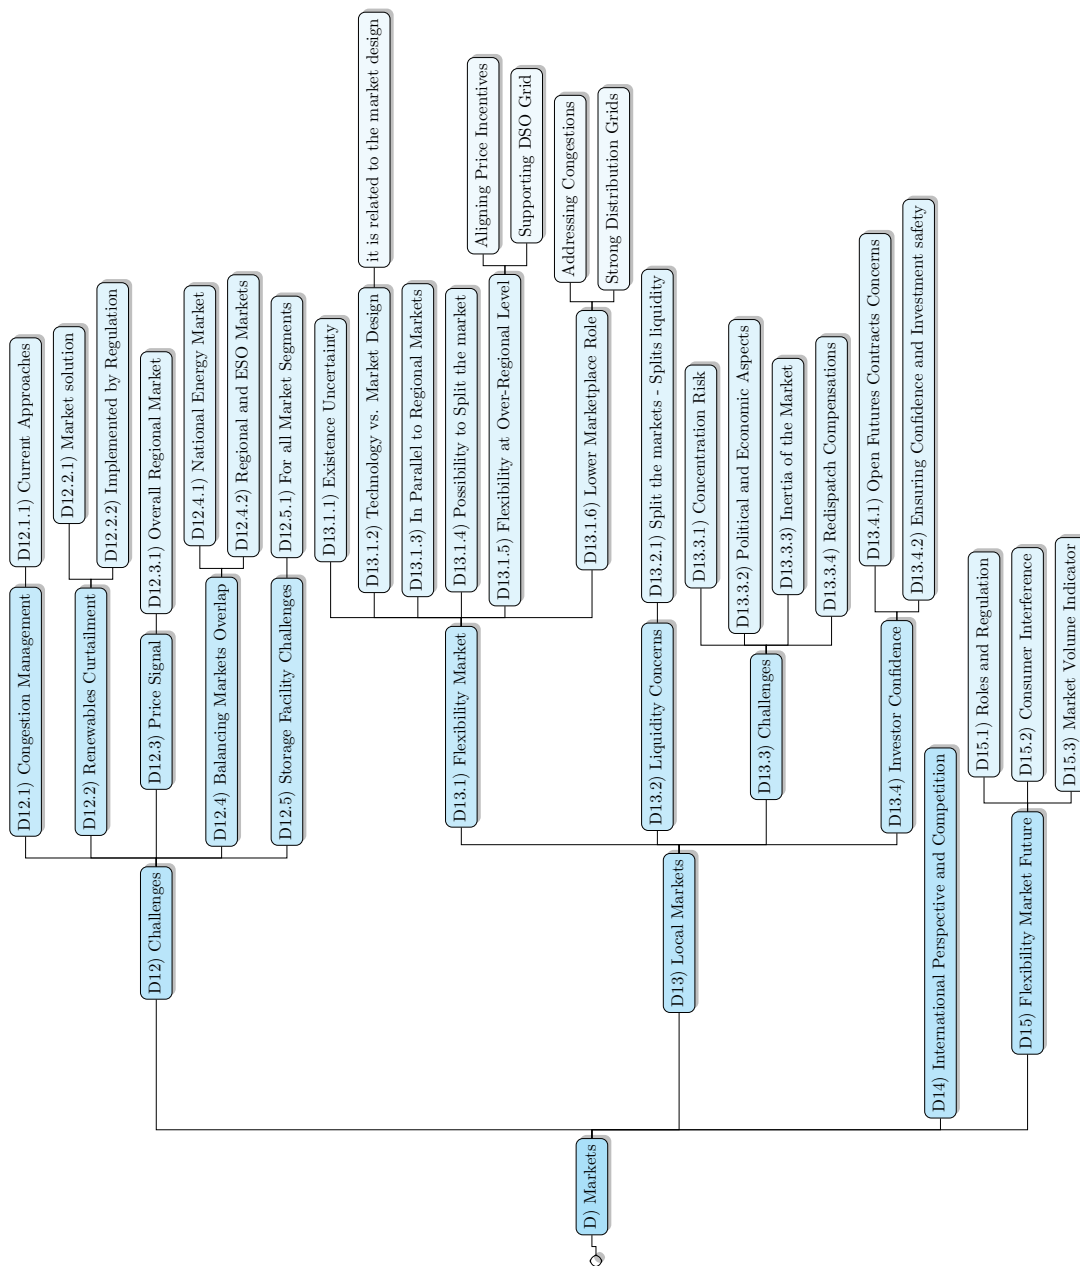 D) Markets
D12) Challenges
D12.1) Congestion Management
D12.1.1) Current Approaches
D12.2) Renewables Curtailment
D12.2.1) Market solution
D12.2.2) Implemented by Regulation
D12.3) Price Signal
D12.3.1) Overall Regional Market
D12.4) Balancing Markets Overlap
D12.4.1) National Energy Market
D12.4.2) Regional and ESO Markets
D12.5) Storage Facility Challenges
D12.5.1) For all Market Segments
D13) Local Markets
D13.1) Flexibility Market
D13.1.1) Existence Uncertainty
D13.1.2) Technology vs. Market Design
it is related to the market design
D13.1.3) In Parallel to Regional Markets
D13.1.4) Possibility to Split the market
D13.1.5) Flexibility at Over-Regional Level
Aligning Price Incentives
Supporting DSO Grid
D13.1.6) Lower Marketplace Role
Addressing Congestions
Strong Distribution Grids
D13.2) Liquidity Concerns
D13.2.1) Split the markets - Splits liquidity
D13.3) Challenges
D13.3.1) Concentration Risk
D13.3.2) Political and Economic Aspects
D13.3.3) Inertia of the Market
D13.3.4) Redispatch Compensations
D13.4) Investor Confidence
D13.4.1) Open Futures Contracts Concerns
D13.4.2) Ensuring Confidence and Investment safety
D14) International Perspective and Competition
D15) Flexibility Market Future
D15.1) Roles and Regulation
D15.2) Consumer Interference
D15.3) Market Volume Indicator